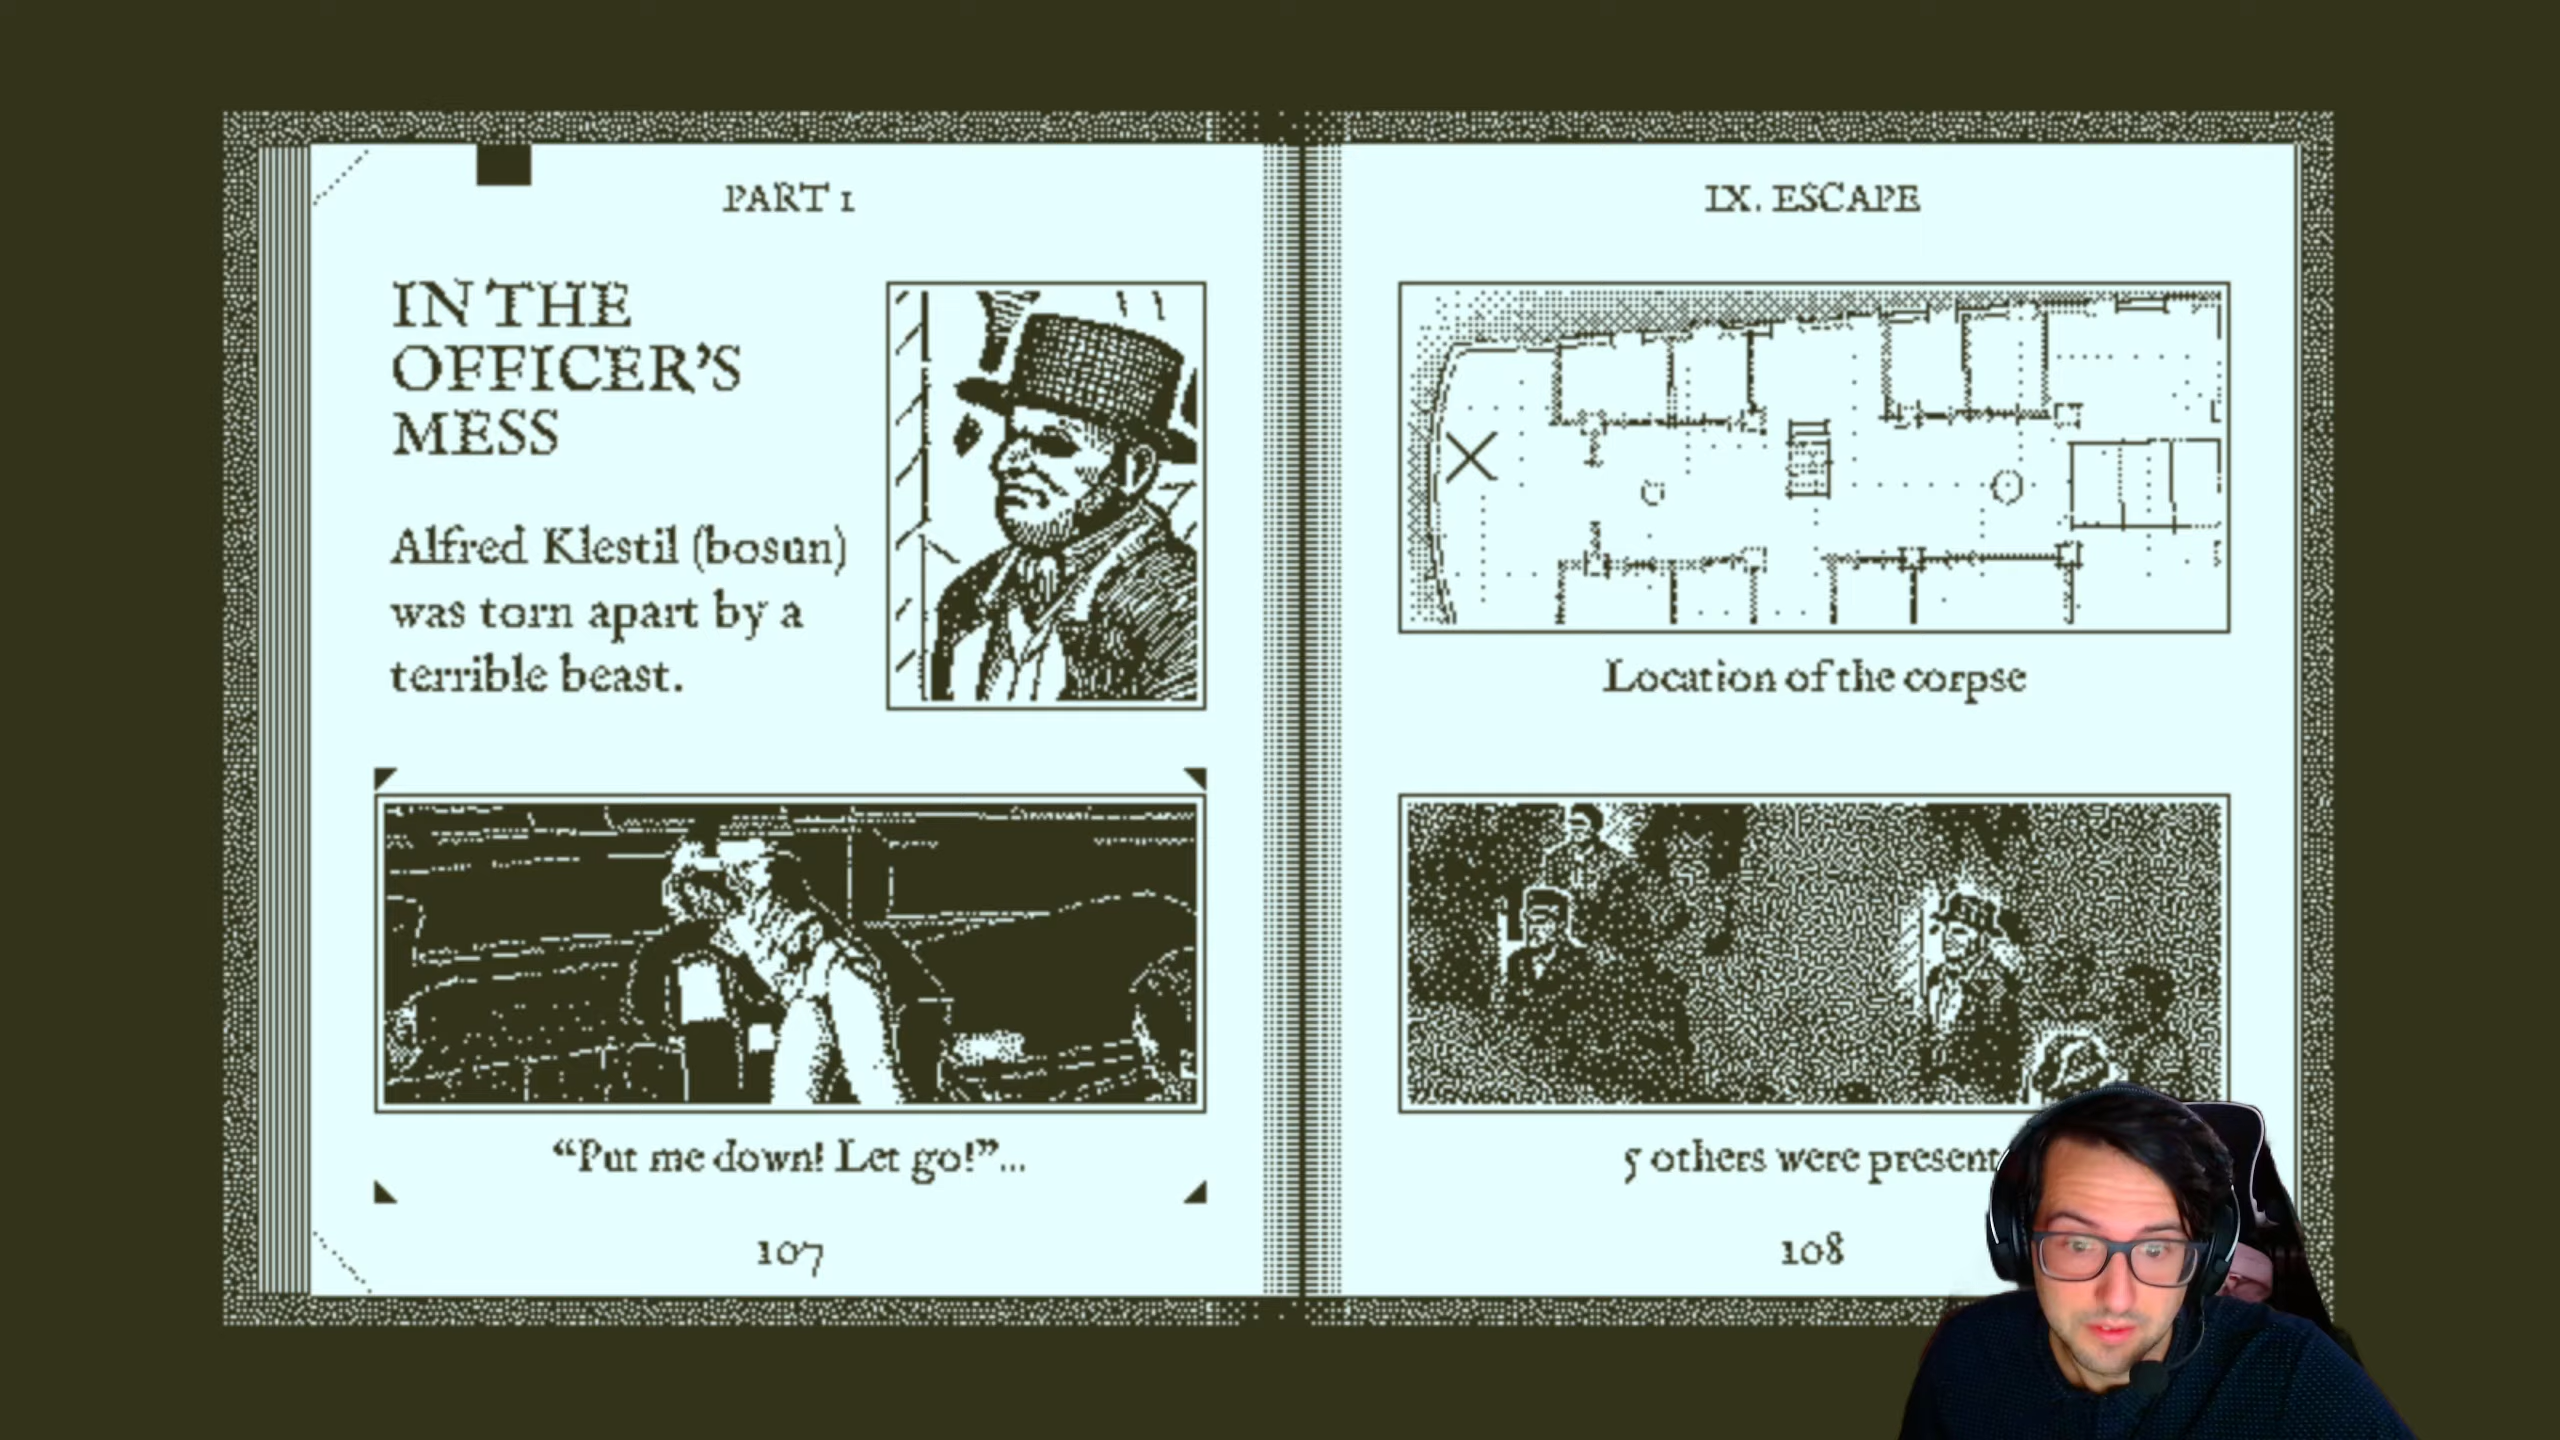 PART 1
IN THE
OFFICER'S
MESS
Alfred Klestil (bosun)
was torn apart by a
terrible beast.
“Put me down! Let go!”...
107
IX. ESCAPE
Location of the corpse
5 others were present
108